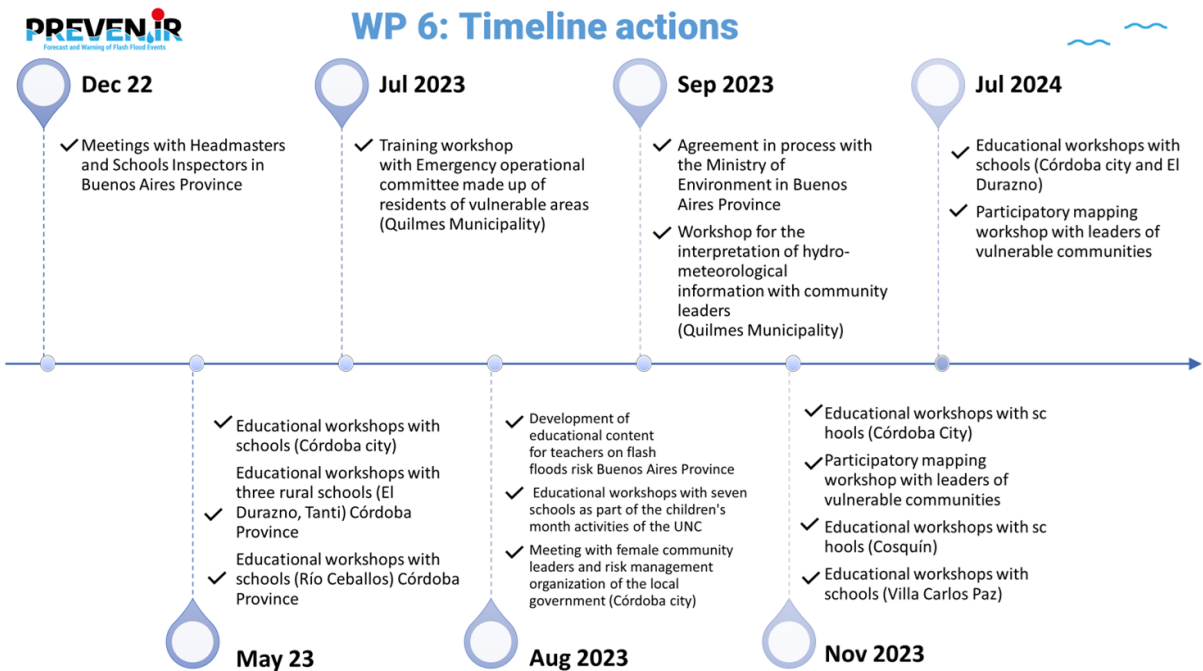 PREVENIR
Forecast and Warning of Flash Flood Events
WP 6: Timeline actions
Dec 22
Meetings with Headmasters
and Schools Inspectors in
Buenos Aires Province
May 23
Educational workshops with
schools (Córdoba city)
Educational workshops with
three rural schools (El
Durazno, Tanti) Córdoba
Province
Educational workshops with
schools (Río Ceballos) Córdoba
Province
Jul 2023
Training workshop
with Emergency operational
committee made up of
residents of vulnerable areas
(Quilmes Municipality)
Aug 2023
Development of
educational content
for teachers on flash
floods risk Buenos Aires Province
Educational workshops with seven
schools as part of the children's
month activities of the UNC
Meeting with female community
leaders and risk management
organization of the local
government (Córdoba city)
Sep 2023
Agreement in process with
the Ministry of
Environment in Buenos
Aires Province
Workshop for the
interpretation of hydro-
meteorological
information with community
leaders
(Quilmes Municipality)
Nov 2023
Educational workshops with sc
hools (Córdoba City)
Participatory mapping
workshop with leaders of
vulnerable communities
Educational workshops with sc
hools (Cosquín)
Educational workshops with
schools (Villa Carlos Paz)
Jul 2024
Educational workshops with
schools (Córdoba city and El
Durazno)
Participatory mapping
workshop with leaders of
vulnerable communities